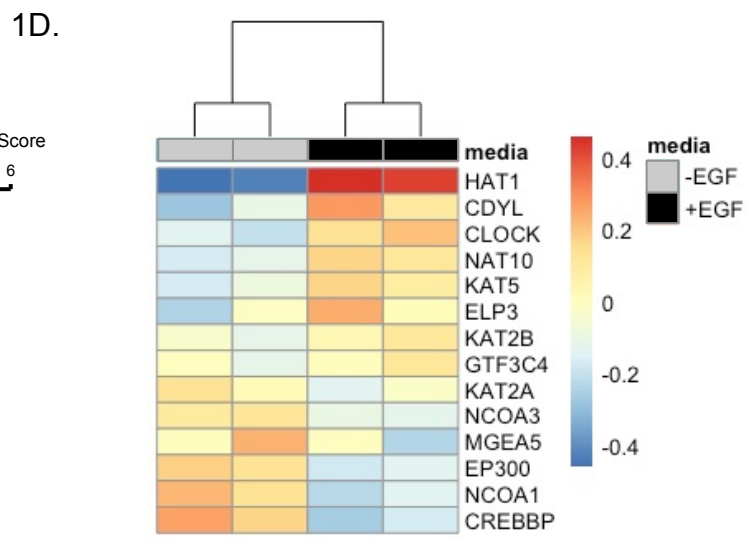 1D.
Score
6
media
HAT1
CDYL
CLOCK
NAT10
KAT5
ELP3
KAT2B
GTF3C4
KAT2A
NCOA3
MGEA5
EP300
NCOA1
CREBBP
0.4
0.2
0
-0.2
-0.4
media
-EGF
+EGF